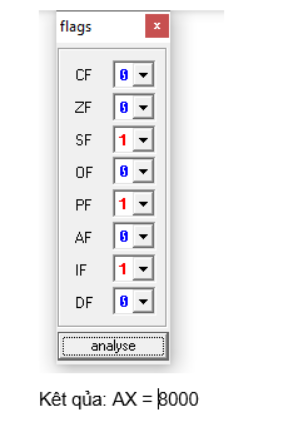 flags x
CF 0
ZF 0
SF 1
OF 0
PF 1
AF 0
IF 1
DF 0
analyse
Kêt qủa: AX = 8000